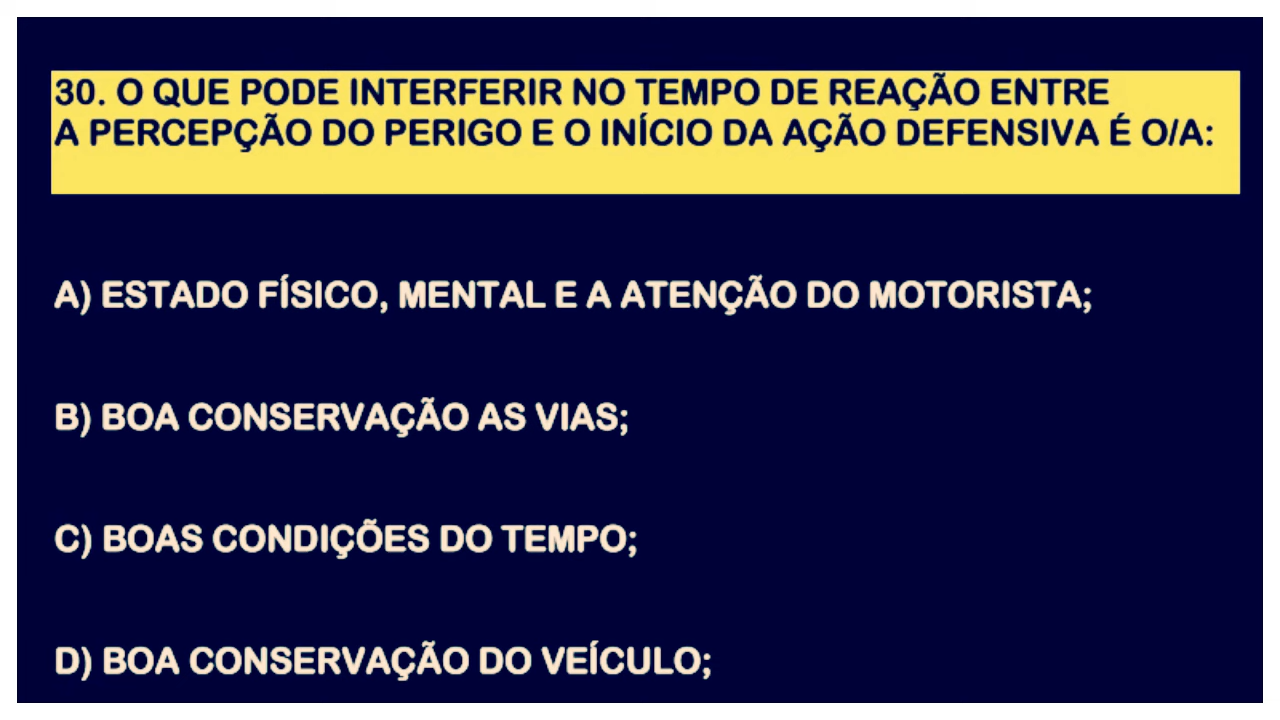 30. O QUE PODE INTERFERIR NO TEMPO DE REAÇÃO ENTRE
A PERCEPÇÃO DO PERIGO E O INÍCIO DA AÇÃO DEFENSIVA É O/A:
A) ESTADO FÍSICO, MENTAL E A ATENÇÃO DO MOTORISTA;
B) BOA CONSERVAÇÃO AS VIAS;
C) BOAS CONDIÇÕES DO TEMPO;
D) BOA CONSERVAÇÃO DO VEÍCULO;